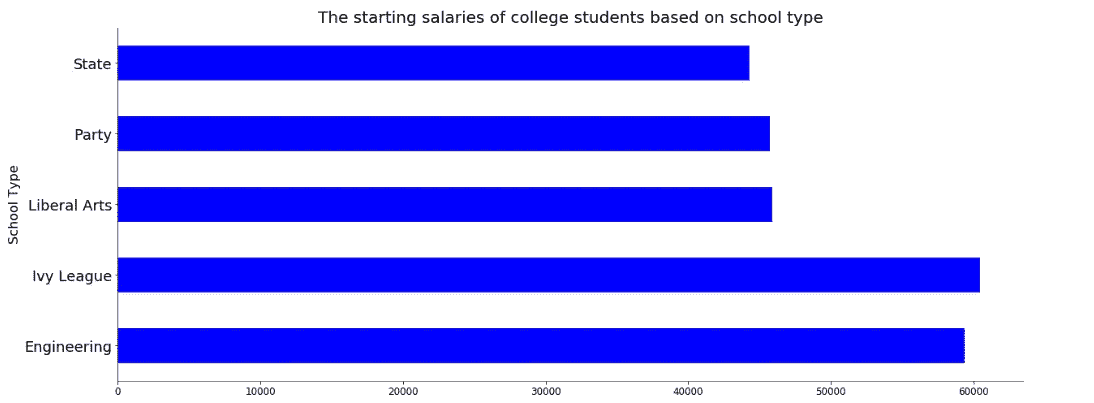 The starting salaries of college students based on school type
School Type
State
Party
Liberal Arts
Ivy League
Engineering
0 10000 20000 30000 40000 50000 60000